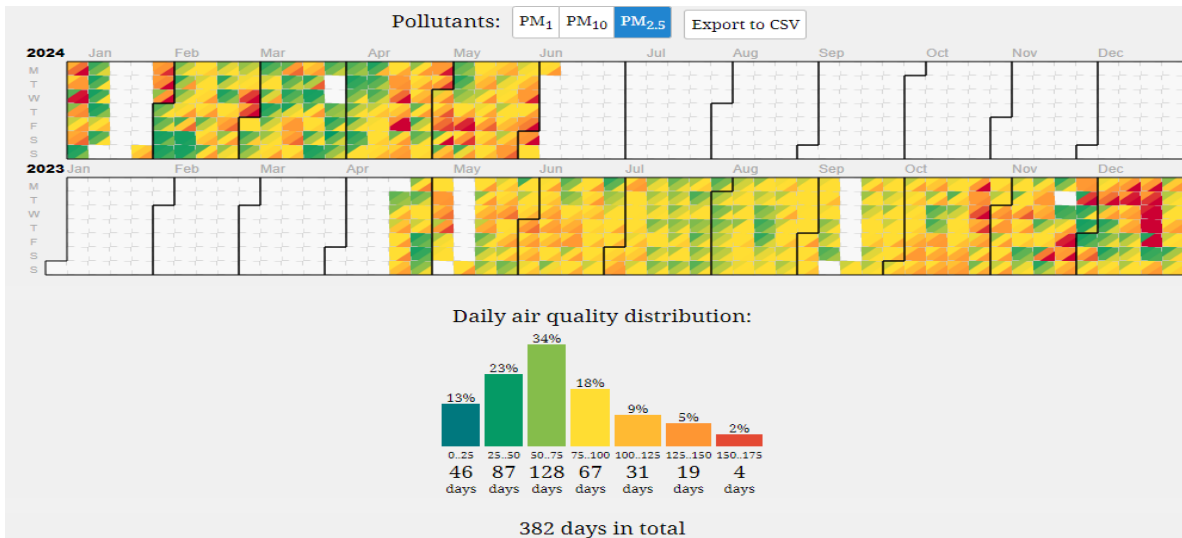 Pollutants: PM1 PM10 PM2.5 Export to CSV
2024 Jan Feb Mar Apr May Jun Jul Aug Sep Oct Nov Dec
M
T
W
T
F
S
S
2023 Jan Feb Mar Apr May Jun Jul Aug Sep Oct Nov Dec
M
T
W
T
F
S
S
Daily air quality distribution:
13% 23% 34% 18% 9% 5% 2%
0..25 25..50 50..75 75..100 100..125 125..150 150..175
46 87 128 67 31 19 4
days days days days days days days
382 days in total